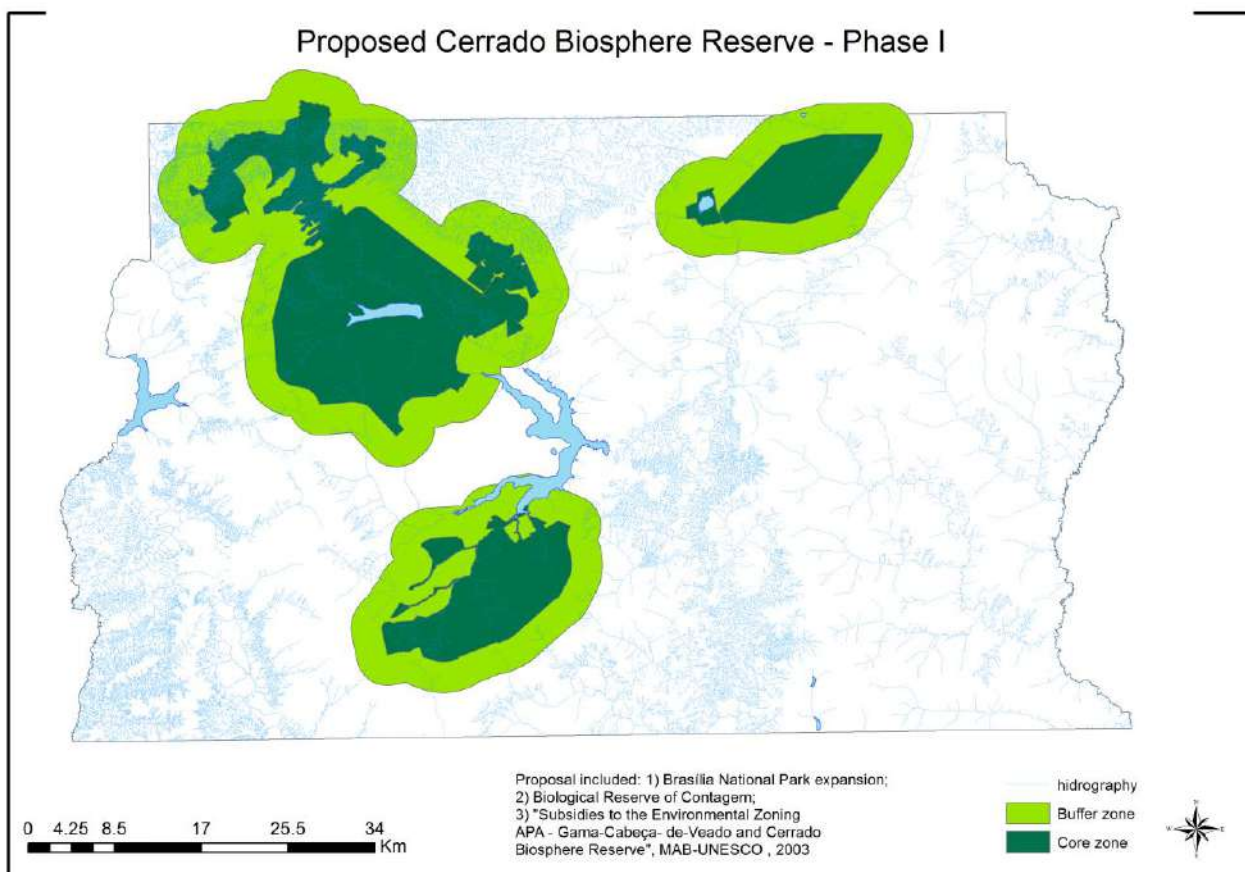 Proposed Cerrado Biosphere Reserve - Phase I
Proposal included: 1) Brasília National Park expansion;
2) Biological Reserve of Contagem;
3) "Subsidies to the Environmental Zoning
APA - Gama-Cabeça- de-Veado and Cerrado
Biosphere Reserve", MAB-UNESCO , 2003
hidrography
Buffer zone
Core zone
0 4.25 8.5 17 25.5 34
Km
N
W E
S